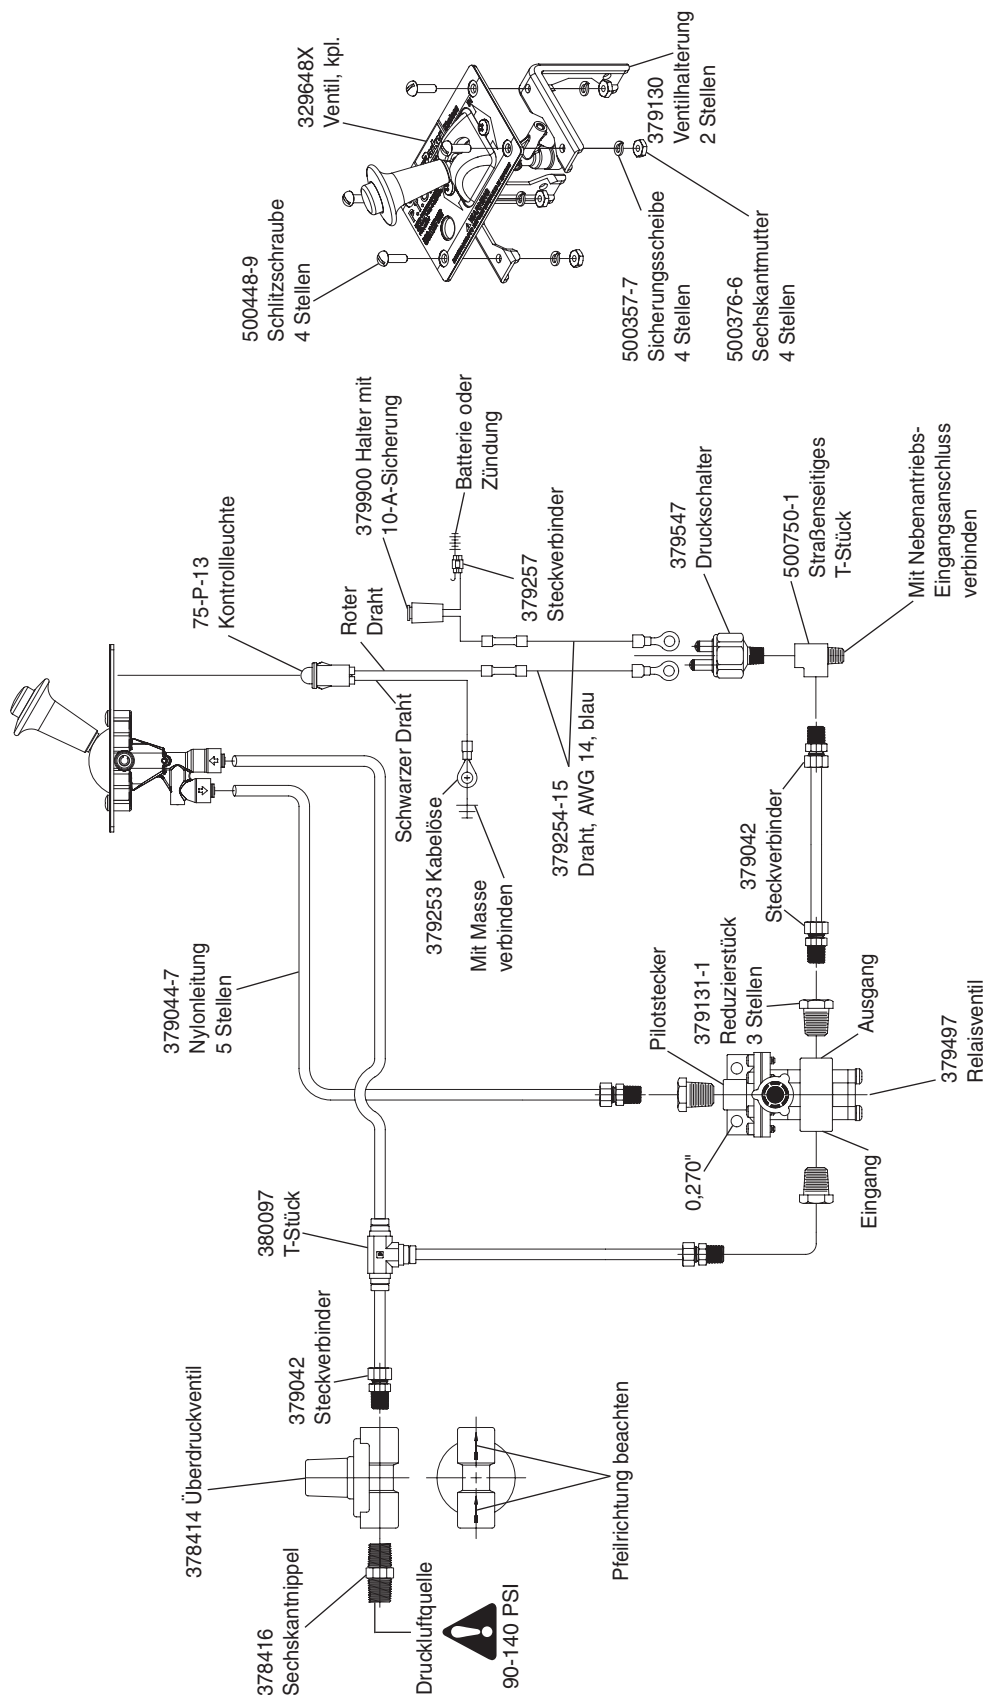 329648X
Ventil, kpl.
500448-9
Schlitzschraube
4 Stellen
379130
Ventilhalterung
2 Stellen
500357-7
Sicherungsscheibe
4 Stellen
500376-6
Sechskantmutter
4 Stellen
75-P-13
Kontrollleuchte
379900 Halter mit
10-A-Sicherung
Batterie oder
Zündung
379257
Steckverbinder
Roter
Draht
Schwarzer Draht
379253 Kabelöse
Mit Masse
verbinden
379254-15
Draht, AWG 14, blau
379547
Druckschalter
500750-1
Straßenseitiges
T-Stück
Mit Nebenantriebs-
Eingangsanschluss
verbinden
379044-7
Nylonleitung
5 Stellen
379042
Steckverbinder
Pilotstecker
379131-1
Reduzierstück
3 Stellen
Ausgang
379497
Relaisventil
0,270"
Eingang
380097
T-Stück
379042
Steckverbinder
378414 Überdruckventil
Pfeilrichtung beachten
378416
Sechskantnippel
Druckluftquelle
90-140 PSI